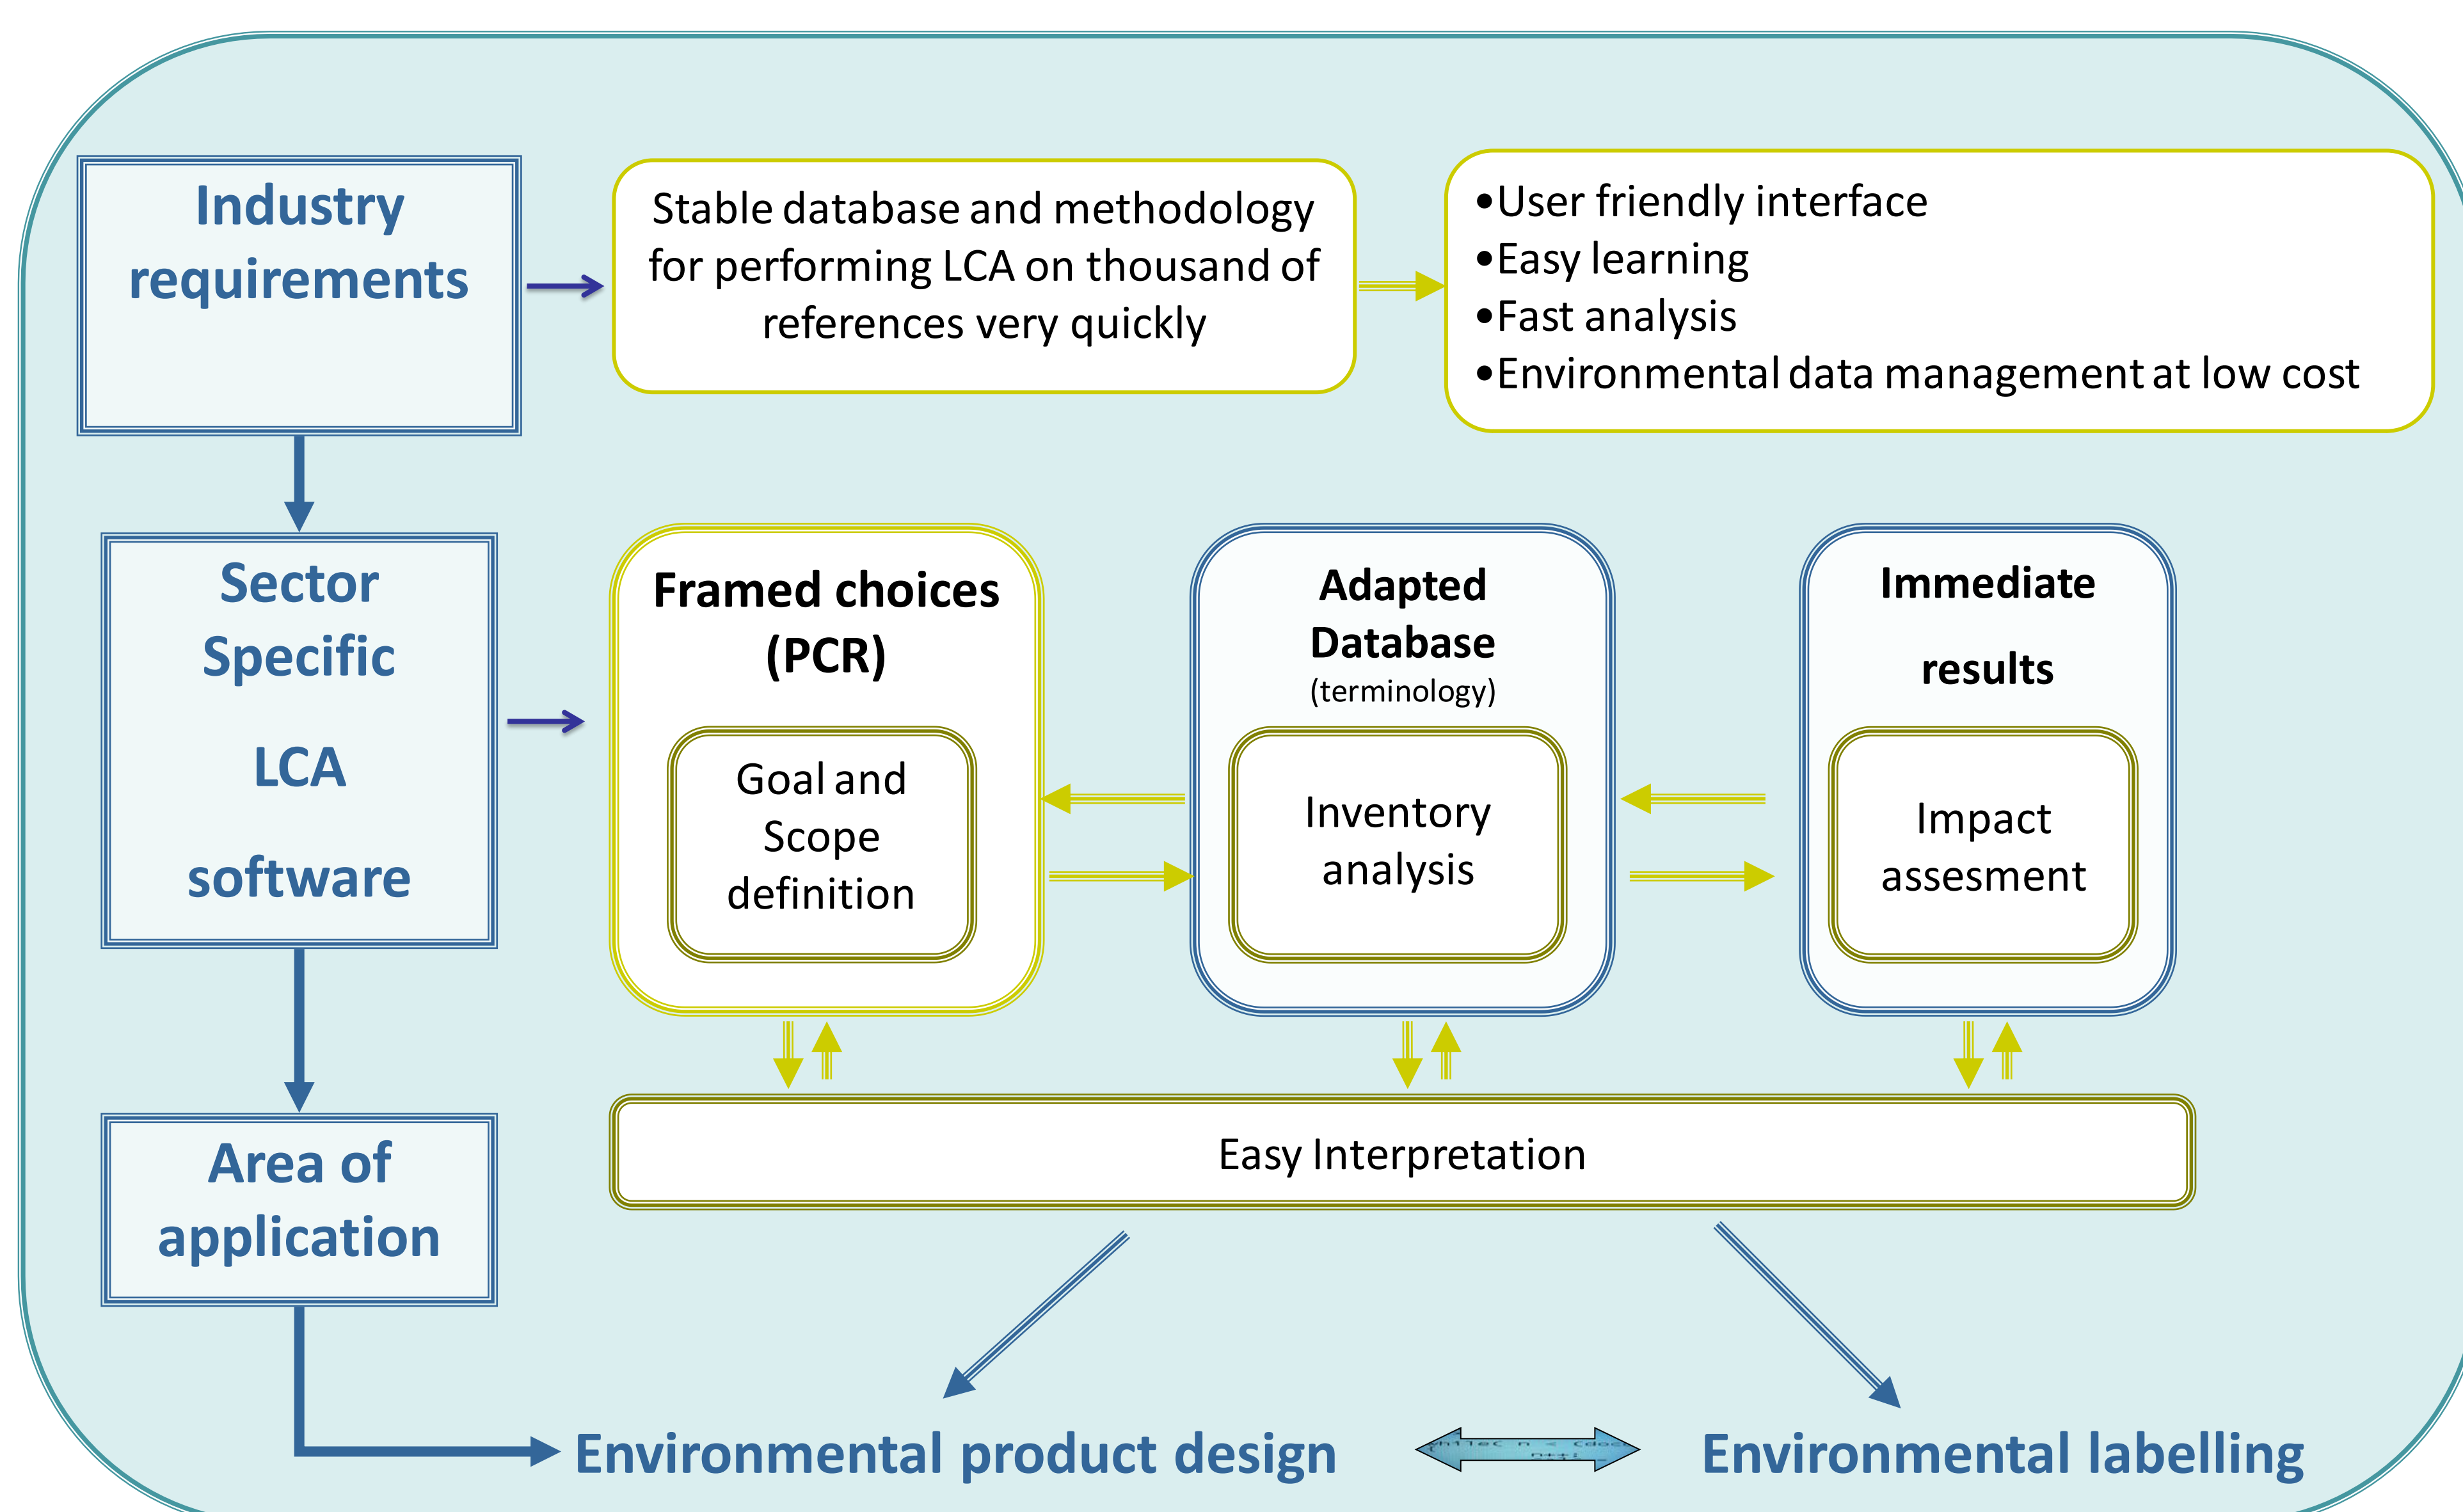 Industry
requirements
Stable database and methodology
for performing LCA on thousand of
references very quickly
•User friendly interface
•Easy learning
•Fast analysis
•Environmental data management at low cost
Sector
Specific
LCA
software
Framed choices
(PCR)
Goal and
Scope
definition
Adapted
Database
(terminology)
Inventory
analysis
Immediate
results
Impact
assesment
Easy Interpretation
Area of
application
Environmental product design
Environmental labelling